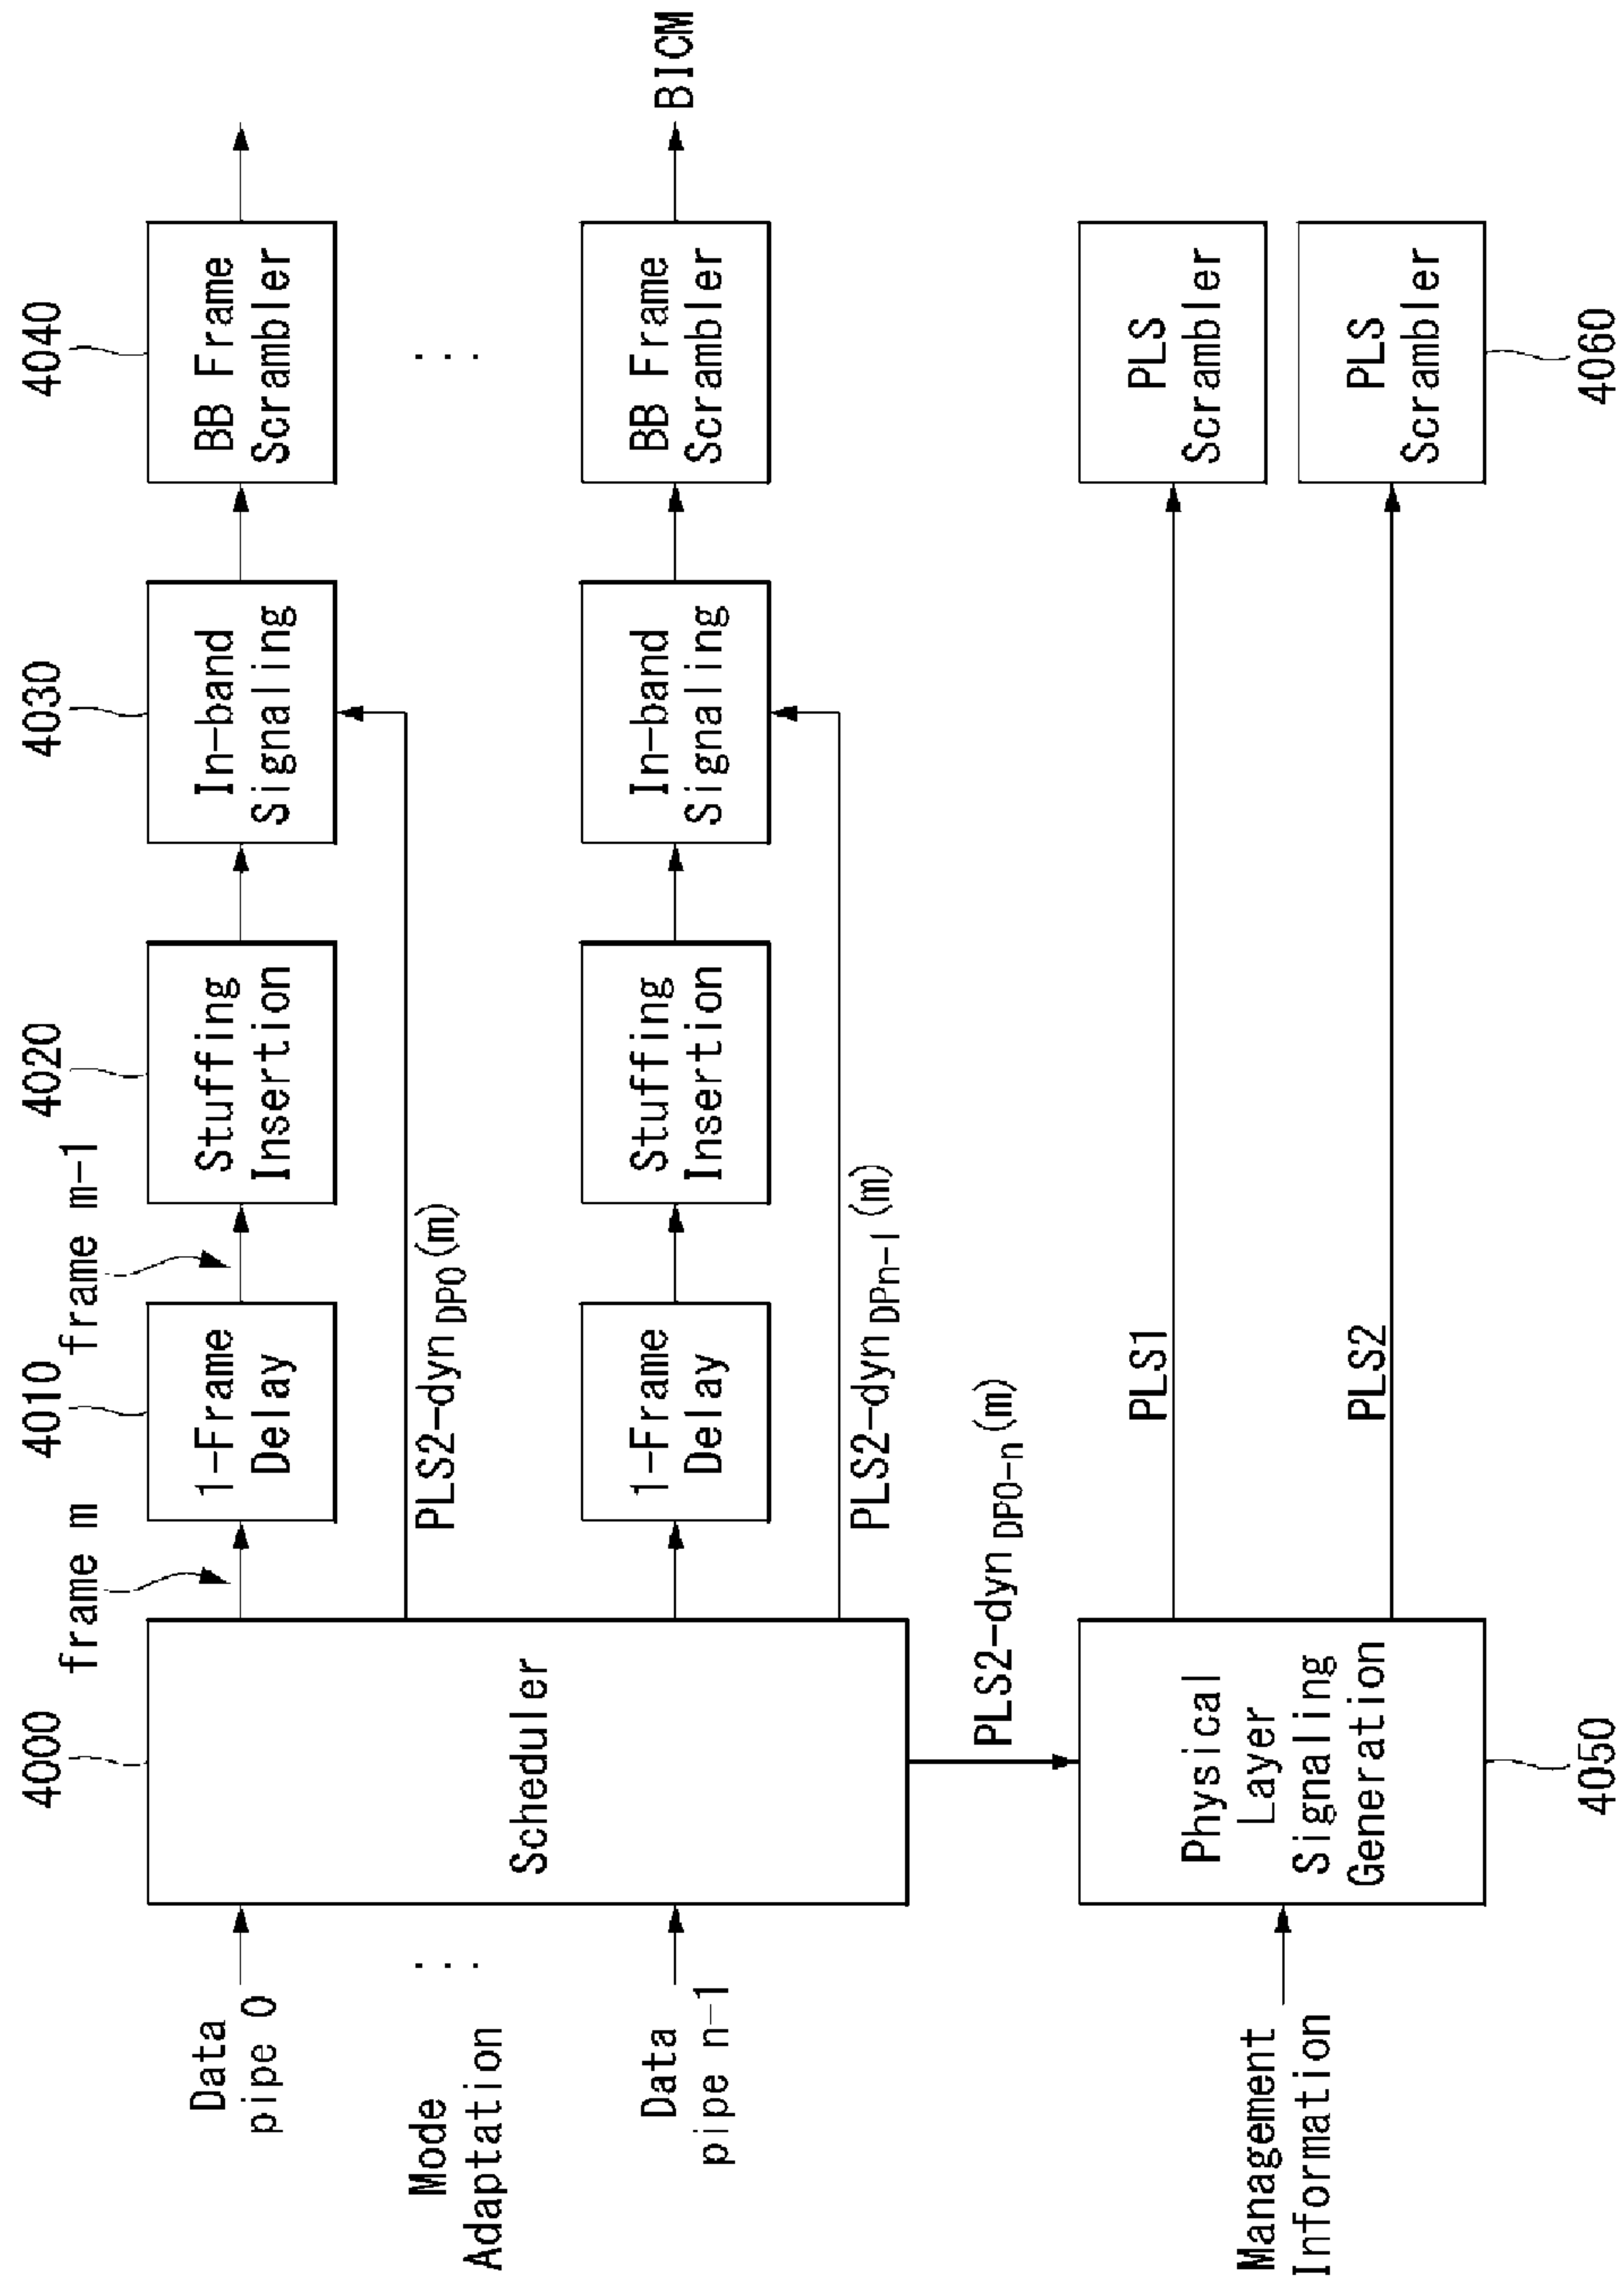 4000
4010
4020
4030
4040
frame m
frame m-1
Data
pipe 0
Mode
Adaptation
...
Data
pipe n-1
Scheduler
1-Frame
Delay
Stuffing
Insertion
In-band
Signaling
BB Frame
Scrambler
PLS2-dyn DP0 (m)
...
1-Frame
Delay
Stuffing
Insertion
In-band
Signaling
BB Frame
Scrambler
BICM
PLS2-dyn DPn-1 (m)
PLS2-dyn DP0-n (m)
Management
Information
Physical
Layer
Signaling
Generation
PLS1
PLS
Scrambler
PLS2
PLS
Scrambler
4050
4060